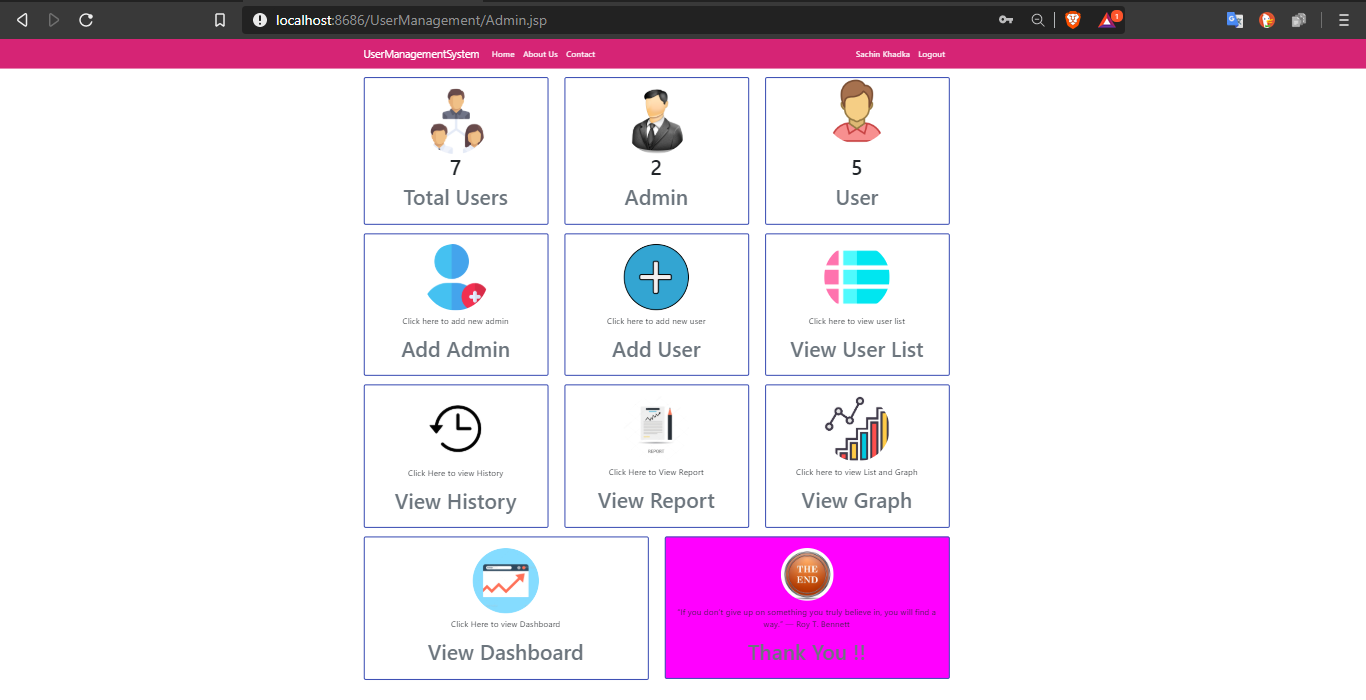 localhost:8686/UserManagement/Admin.jsp
1
UserManagementSystem Home About Us Contact Sachin Khadka Logout
7
Total Users
2
Admin
5
User
Click here to add new admin
Add Admin
Click here to add new user
Add User
Click here to view user list
View User List
Click Here to view History
View History
REPORT
Click Here to View Report
View Report
Click here to view List and Graph
View Graph
Click Here to view Dashboard
View Dashboard
THE
END
"If you don't give up on something you truly believe in, you will find a
way." — Roy T. Bennett
Thank You !!